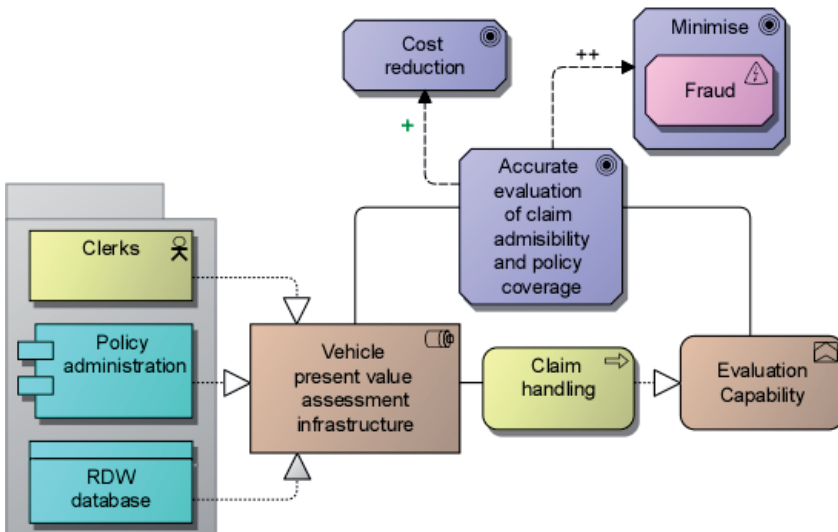 Cost
reduction
++
Minimise
Fraud
+
Accurate
evaluation
of claim
admisibility
and policy
coverage
Clerks
Policy
administration
Vehicle
present value
assessment
infrastructure
Claim
handling
Evaluation
Capability
RDW
database